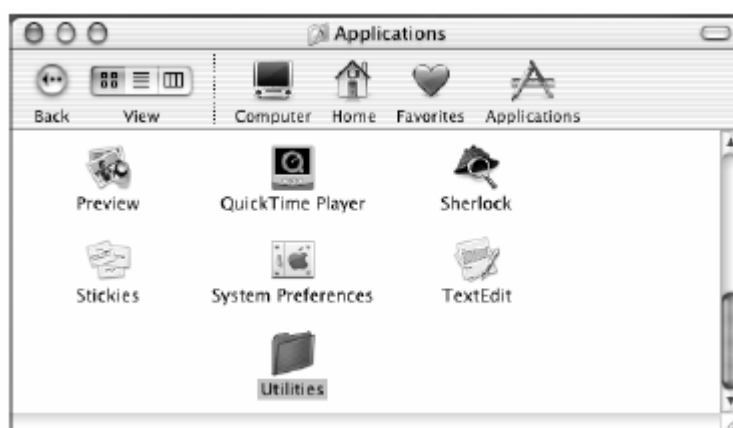 Applications
Back View Computer Home Favorites Applications
Preview QuickTime Player Sherlock
Stickies System Preferences TextEdit
Utilities